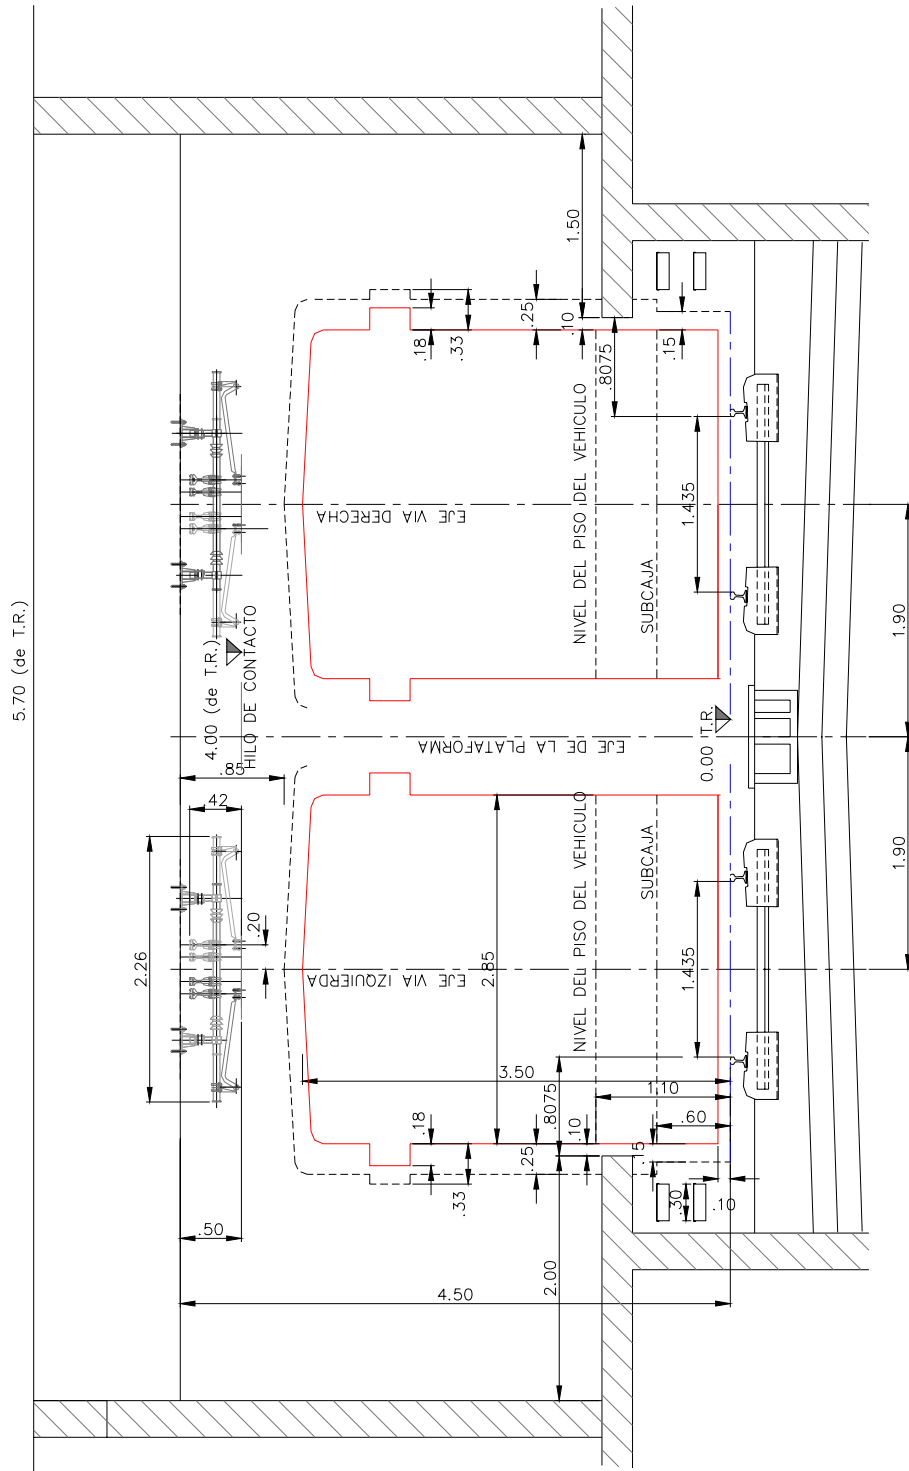 5.70 (de T.R.)
4.00 (de T.R.)
HILO DE CONTACTO
1.50
.25
.10
.18
.33
.8075
.15
EJE VIA DERECHA
NIVEL DEL PISO DEL VEHICULO
SUBCAJA
1.435
1.90
0.00 T.R.
EJE DE LA PLATAFORMA
.85
.42
2.26
.20
EJE VIA IZQUIERDA
2.85
NIVEL DEL PISO DEL VEHICULO
SUBCAJA
1.435
1.90
3.50
1.10
.60
.8075
.10
.18
.25
.33
.15
.30
.10
.50
2.00
4.50